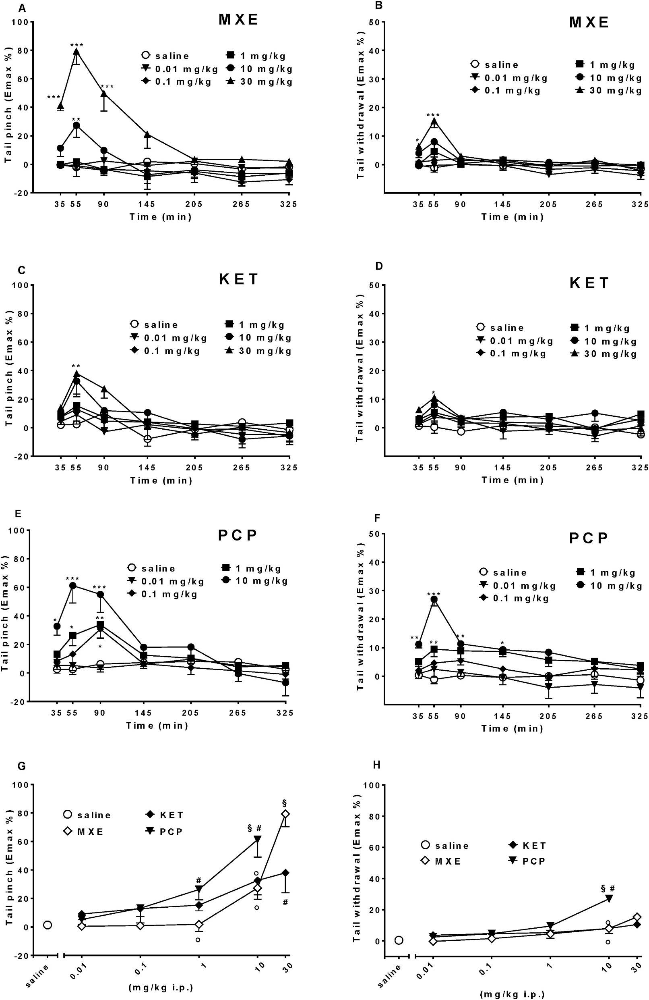 A
MXE
Tail pinch (Emax %)
100
80
60
40
20
0
-20
***
***
***
**
saline
0.01 mg/kg
0.1 mg/kg
1 mg/kg
10 mg/kg
30 mg/kg
35 55 90 145 205 265 325
Time (min)
B
MXE
Tail withdrawal (Emax %)
50
40
30
20
10
0
*
***
saline
0.01 mg/kg
0.1 mg/kg
1 mg/kg
10 mg/kg
30 mg/kg
35 55 90 145 205 265 325
Time (min)
C
KET
Tail pinch (Emax %)
100
80
60
40
20
0
-20
**
saline
0.01 mg/kg
0.1 mg/kg
1 mg/kg
10 mg/kg
30 mg/kg
35 55 90 145 205 265 325
Time (min)
D
KET
Tail withdrawal (Emax %)
50
40
30
20
10
0
*
saline
0.01 mg/kg
0.1 mg/kg
1 mg/kg
10 mg/kg
30 mg/kg
35 55 90 145 205 265 325
Time (min)
E
PCP
Tail pinch (Emax %)
100
80
60
40
20
0
-20
***
***
*
*
**
*
saline
0.01 mg/kg
0.1 mg/kg
1 mg/kg
10 mg/kg
35 55 90 145 205 265 325
Time (min)
F
PCP
Tail withdrawal (Emax %)
50
40
30
20
10
0
***
**
**
**
*
saline
0.01 mg/kg
0.1 mg/kg
1 mg/kg
10 mg/kg
35 55 90 145 205 265 325
Time (min)
G
Tail pinch (Emax %)
100
80
60
40
20
0
-20
saline
MXE
KET
PCP
§
§ #
#
#
saline 0.01 0.1 1 10 30
(mg/kg i.p.)
H
Tail withdrawal (Emax %)
100
80
60
40
20
0
saline
MXE
KET
PCP
§ #
saline 0.01 0.1 1 10 30
(mg/kg i.p.)